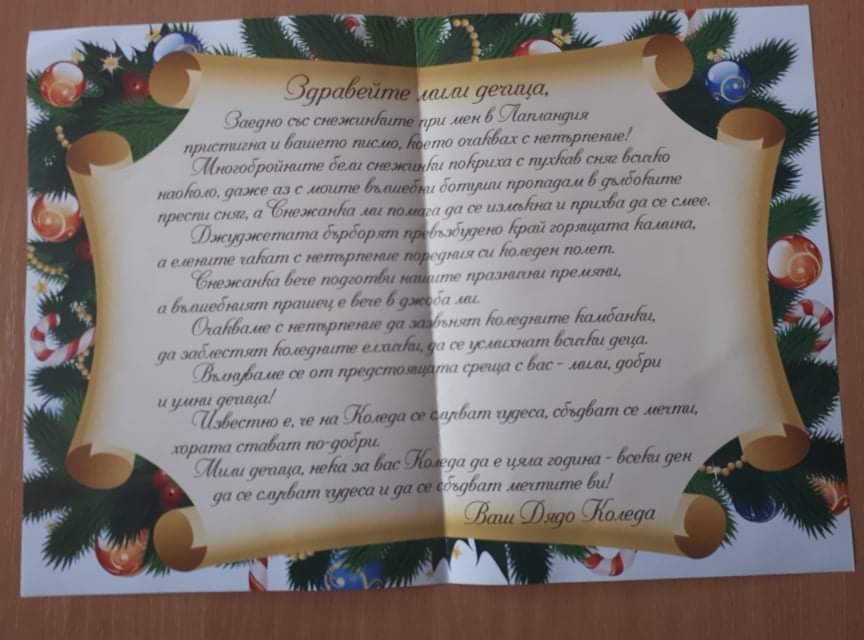 Здравейте мили дечица,
Заедно със снежинките при мен в Лапландия
пристигна и вашето писмо, което очаквах с нетърпение!
Многобройните бели снежинки покриха с пухкав сняг всичко
наоколо, даже аз с моите вълшебни ботуши пропадам в дълбоките
преспи сняг, а Снежанка ми помага да се измъкна и прихва да се смее.
Джуджетата бърборят превъзбудено край горящата камина,
а елените чакат с нетърпение поредния си коледен полет.
Снежанка вече подготви нашите празнични премяни,
а вълшебният прашец е вече в джоба ми.
Очакваме с нетърпение да зазвънят коледните камбанки,
да заблестят коледните елхички, да се усмихнат всички деца.
Вълнуваме се от предстоящата среща с вас - мили, добри
и умни дечица!
Известно е, че на Коледа се случват чудеса, сбъдват се мечти,
хората стават по-добри.
Мили дечица, нека за вас Коледа да е цяла година - всеки ден
да се случват чудеса и да се сбъдват мечтите ви!
Ваш Дядо Коледа